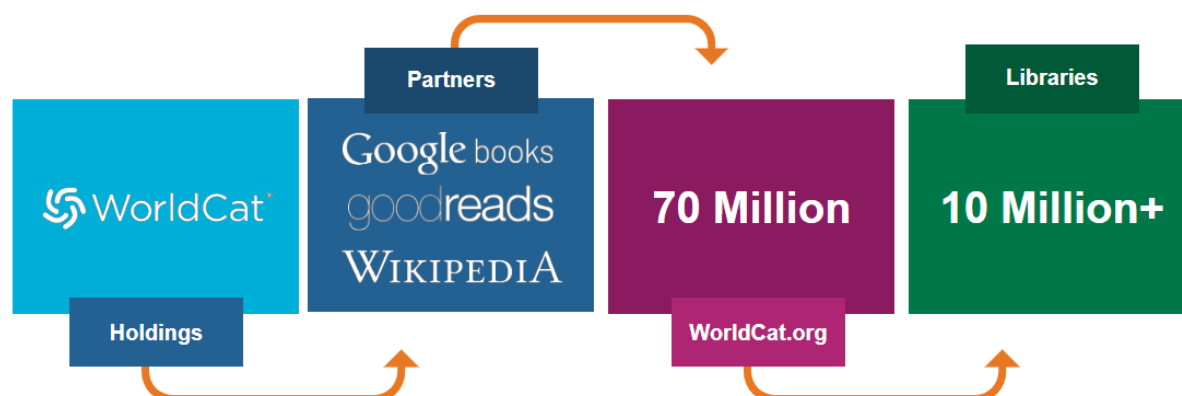 WorldCat®
Holdings
Partners
Google books
goodreads
WIKIPEDIA
70 Million
WorldCat.org
Libraries
10 Million+